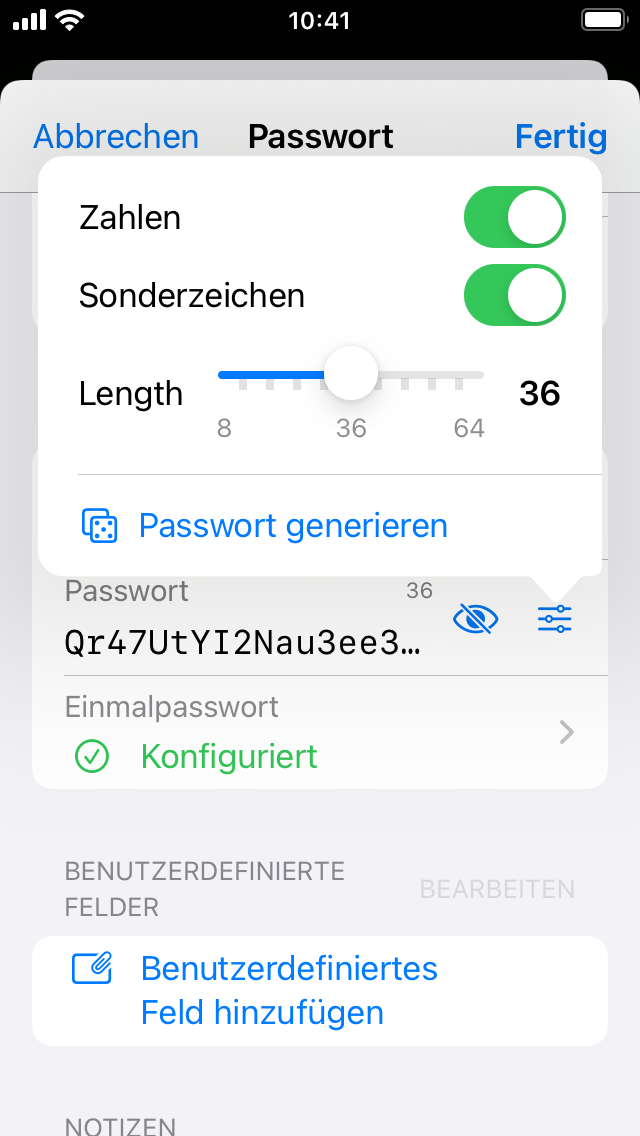 10:41
Abbrechen Passwort Fertig
Zahlen
Sonderzeichen
Length 36
8 36 64
Passwort generieren
Passwort 36
Qr47UtYI2Nau3ee3…
Einmalpasswort
Konfiguriert
BENUTZERDEFINIERTE
FELDER
BEARBEITEN
Benutzerdefiniertes
Feld hinzufügen
NOTIZEN